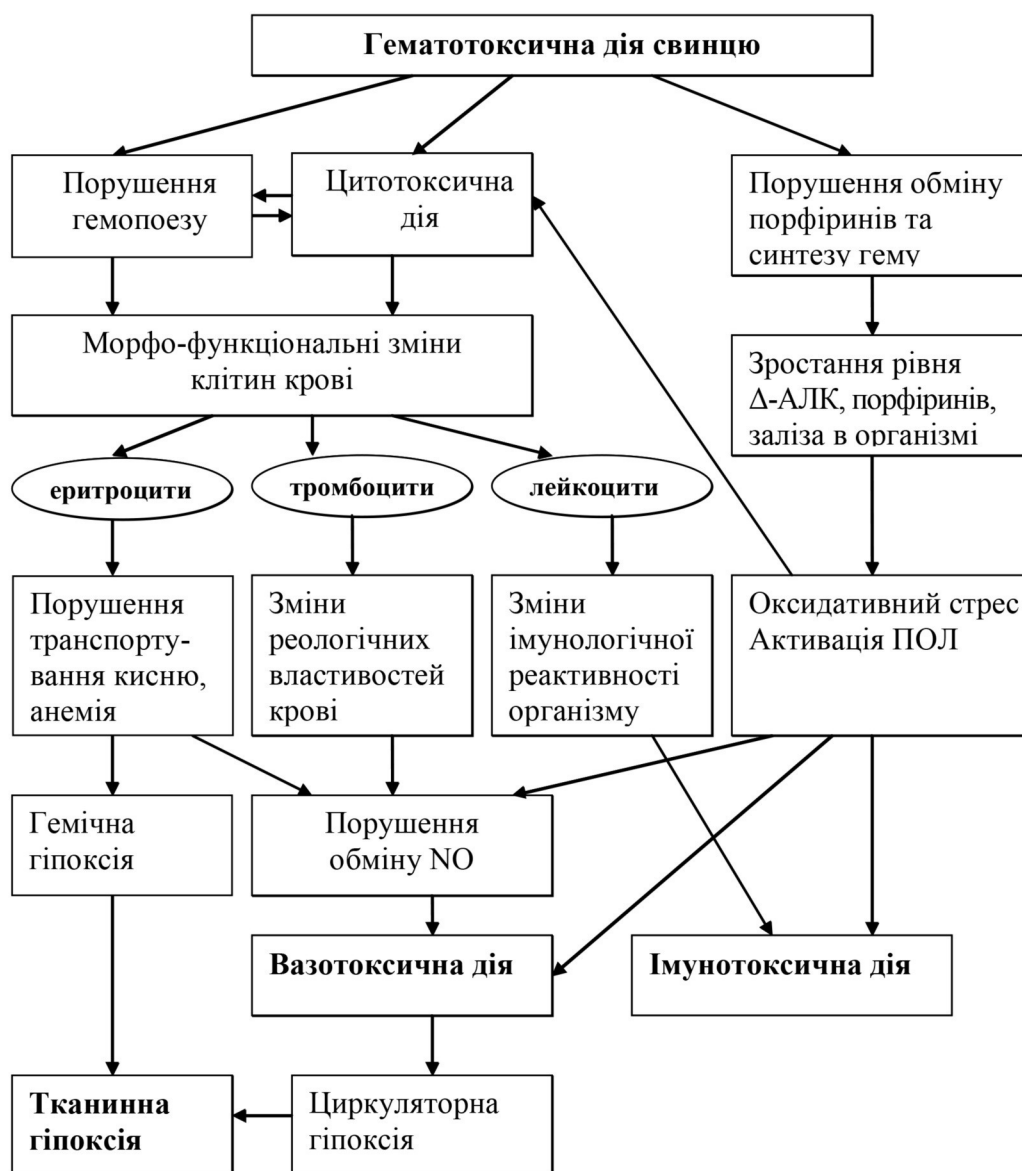 Гематотоксична дія свинцю
Порушення
гемопоезу
Цитотоксична
дія
Порушення обміну
порфіринів та
синтезу гему
Морфо-функціональні зміни
клітин крові
Зростання рівня
Δ-АЛК, порфіринів,
заліза в організмі
еритроцити
тромбоцити
лейкоцити
Порушення
транспорту-
вання кисню,
анемія
Зміни
реологічних
властивостей
крові
Зміни
імунологічної
реактивності
організму
Оксидативний стрес
Активація ПОЛ
Гемічна
гіпоксія
Порушення
обміну NO
Вазотоксична дія
Імунотоксична дія
Тканинна
гіпоксія
Циркуляторна
гіпоксія